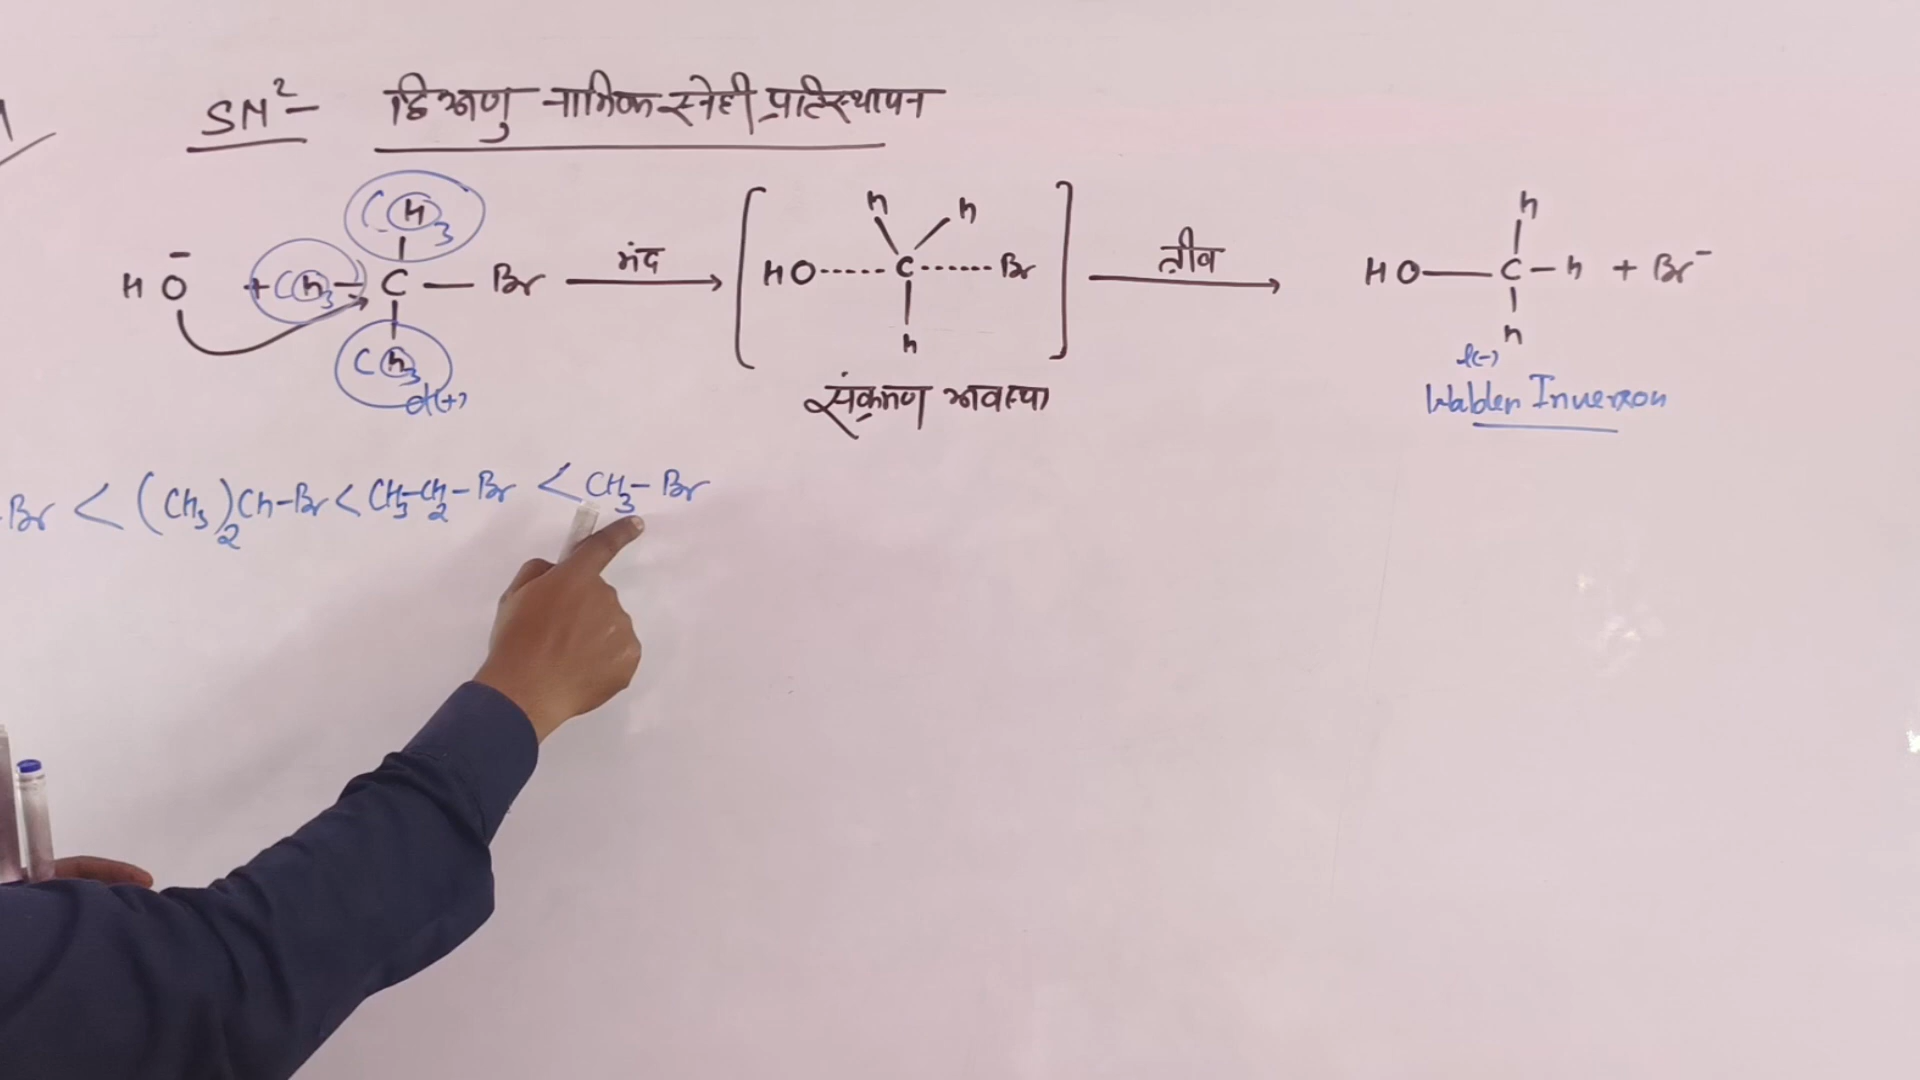 SN²- द्विअणु नाभिक स्नेही प्रतिस्थापन
CH3
H
HO⁻ + CH3 - C - Br मंद → [ HO ----- C ------ Br ] तीव्र → HO - C - H + Br⁻
CH3 H H
d(+) l(-)
संक्रमण अवस्था Walden Inversion
-Br < (CH3)2CH-Br < CH3-CH2-Br < CH3-Br